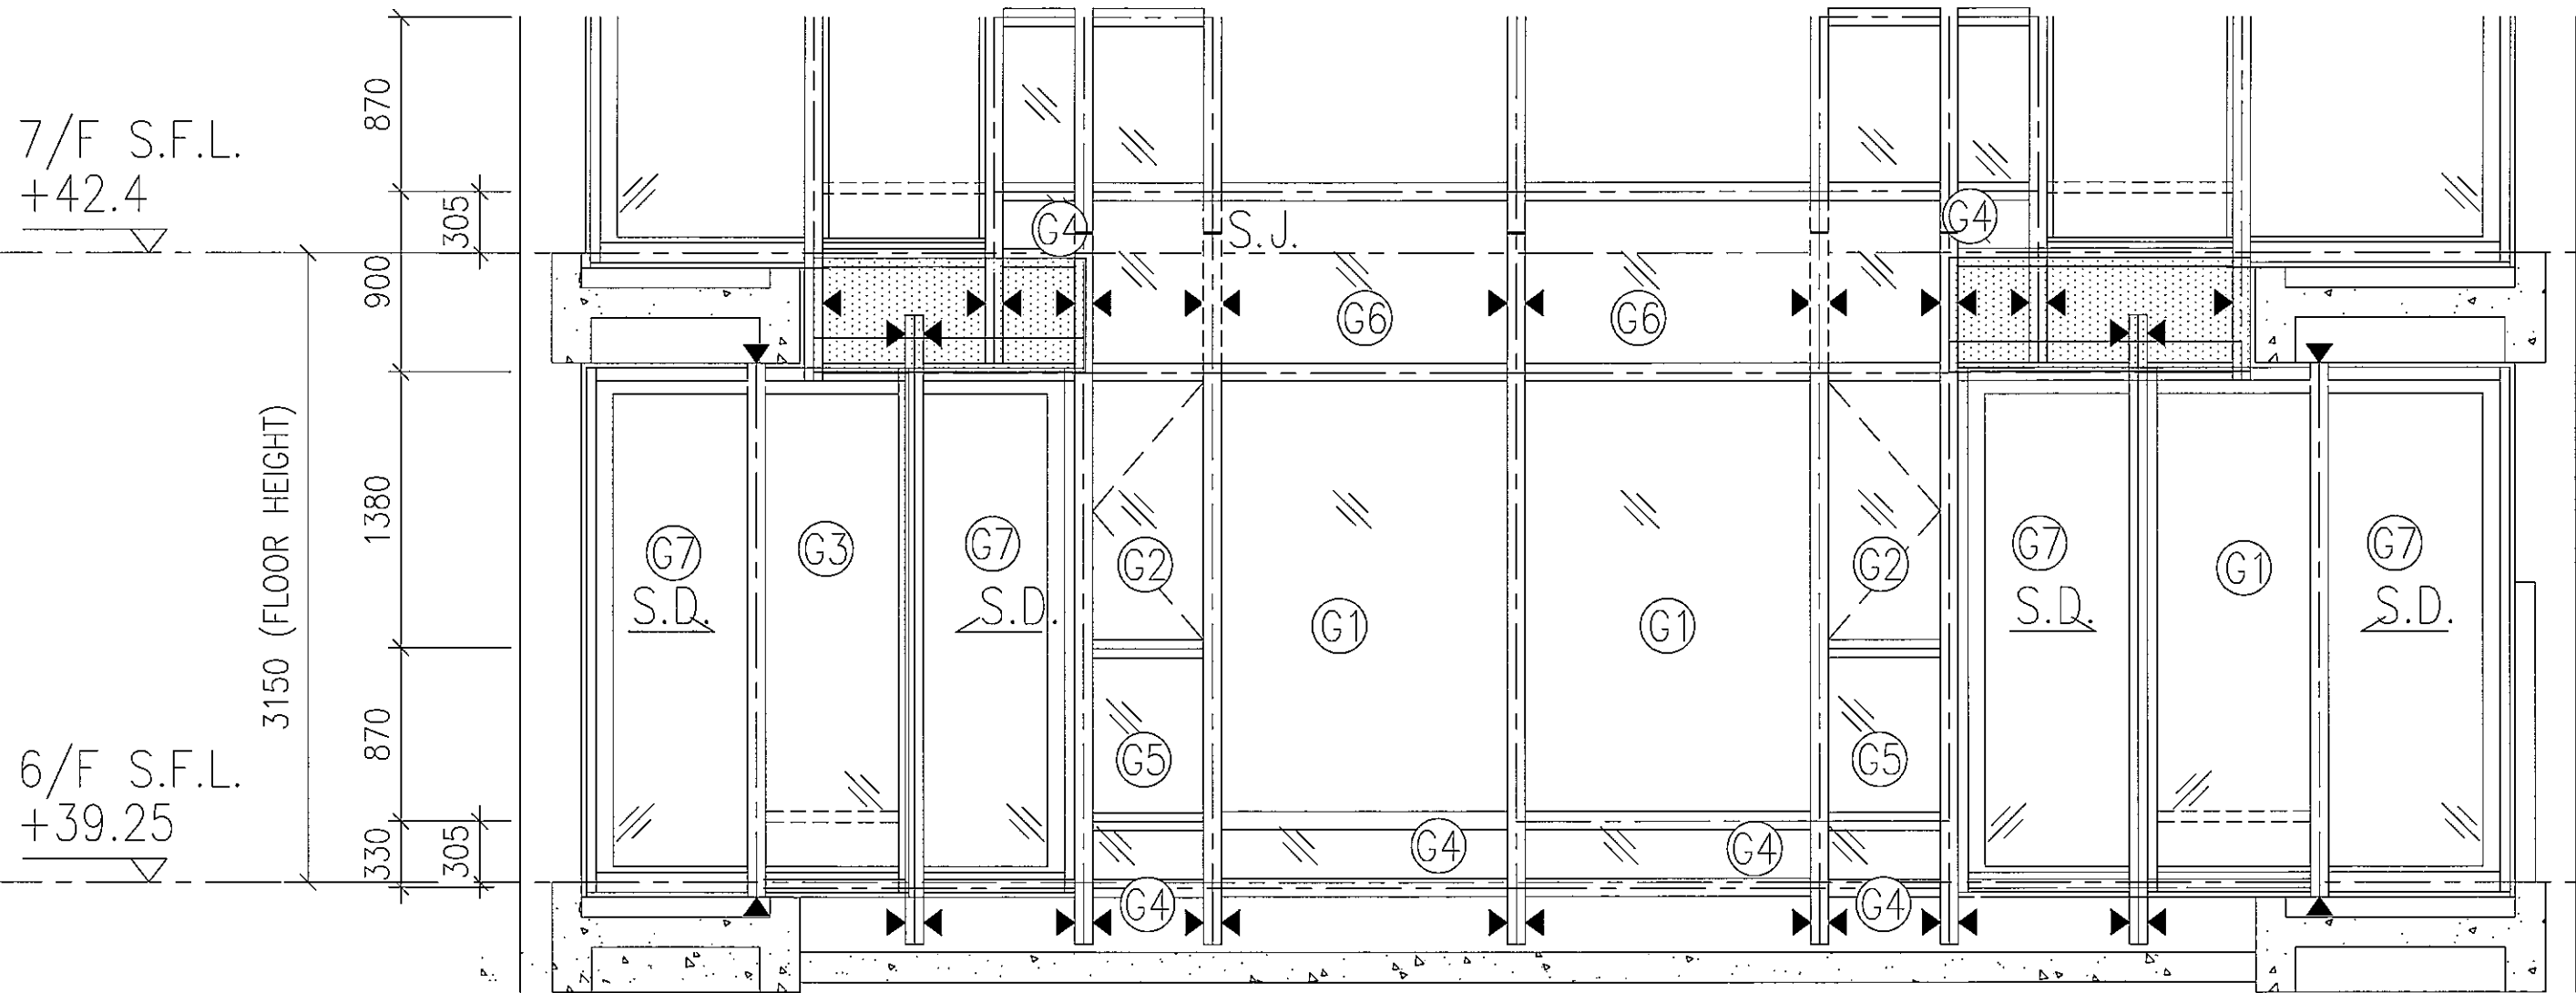 870
7/F S.F.L.
+42.4
305
G4
S.J.
G4
900
G6
G6
3150 (FLOOR HEIGHT)
1380
G7
S.D.
G3
G7
S.D.
G2
G1
G1
G2
G7
S.D.
G1
G7
S.D.
870
6/F S.F.L.
+39.25
G5
G5
330
305
G4
G4
G4
G4